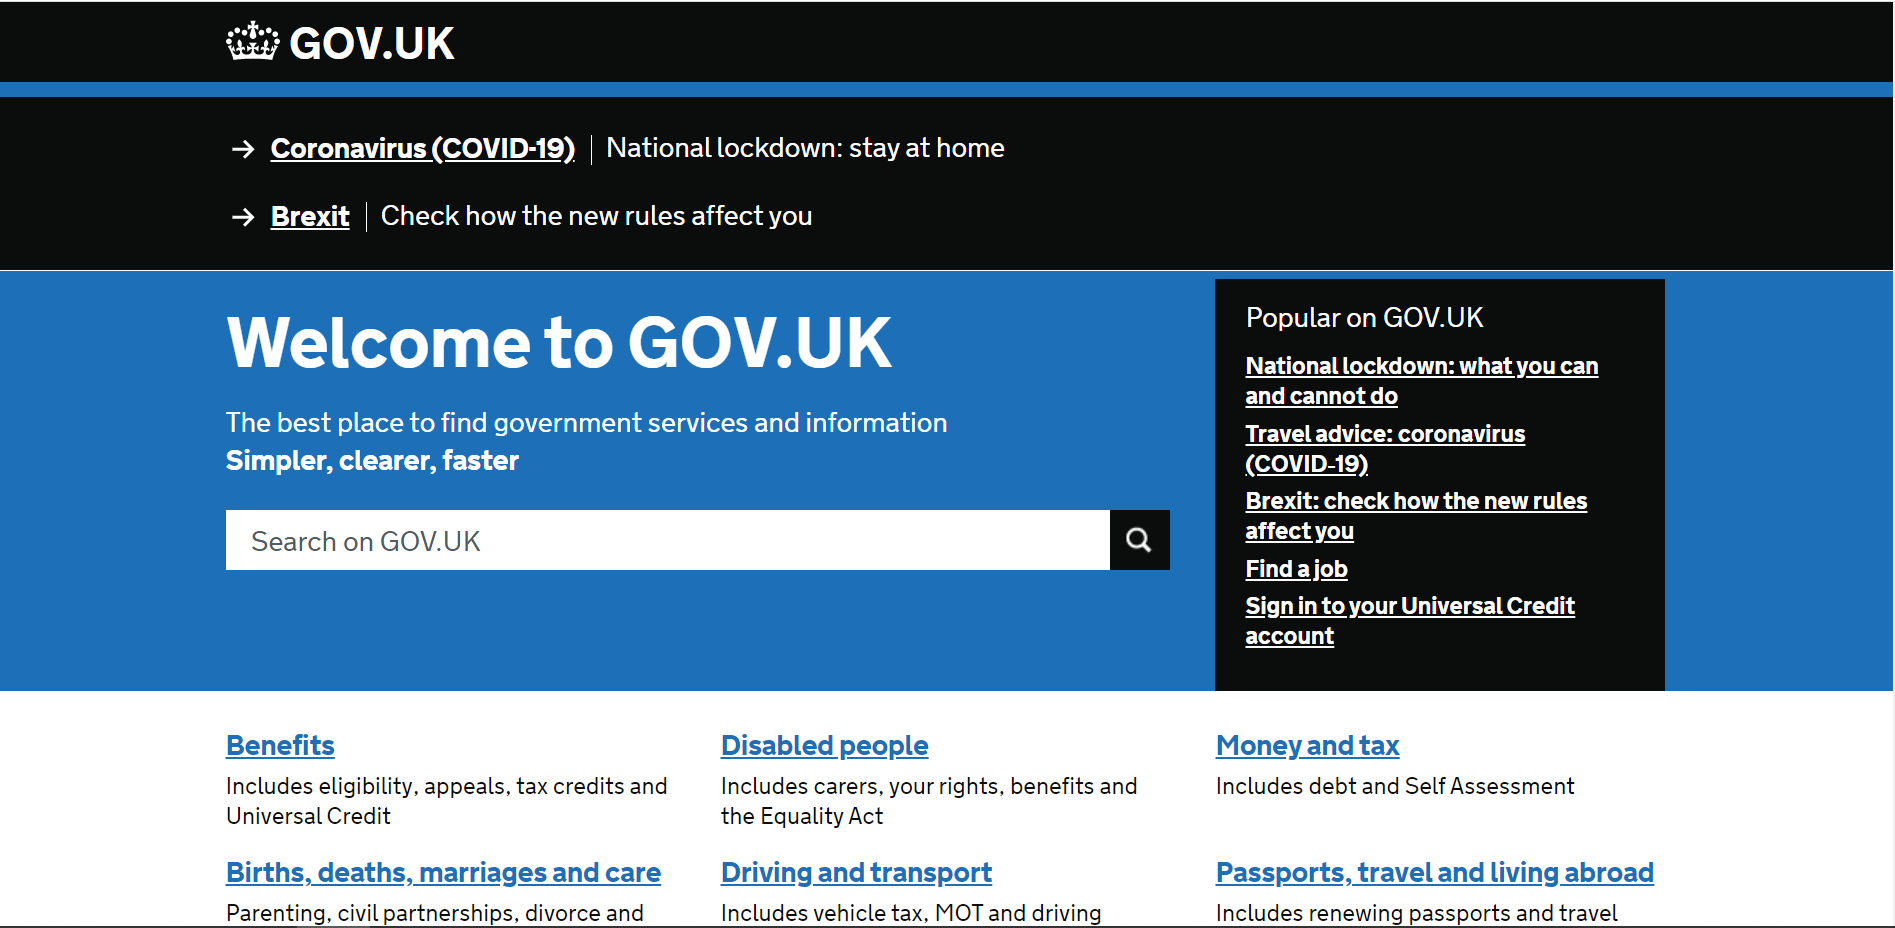 GOV.UK
→ Coronavirus (COVID-19) | National lockdown: stay at home
→ Brexit | Check how the new rules affect you
Welcome to GOV.UK
The best place to find government services and information
Simpler, clearer, faster
Search on GOV.UK
Popular on GOV.UK
National lockdown: what you can
and cannot do
Travel advice: coronavirus
(COVID-19)
Brexit: check how the new rules
affect you
Find a job
Sign in to your Universal Credit
account
Benefits
Includes eligibility, appeals, tax credits and
Universal Credit
Disabled people
Includes carers, your rights, benefits and
the Equality Act
Money and tax
Includes debt and Self Assessment
Births, deaths, marriages and care
Parenting, civil partnerships, divorce and
Driving and transport
Includes vehicle tax, MOT and driving
Passports, travel and living abroad
Includes renewing passports and travel